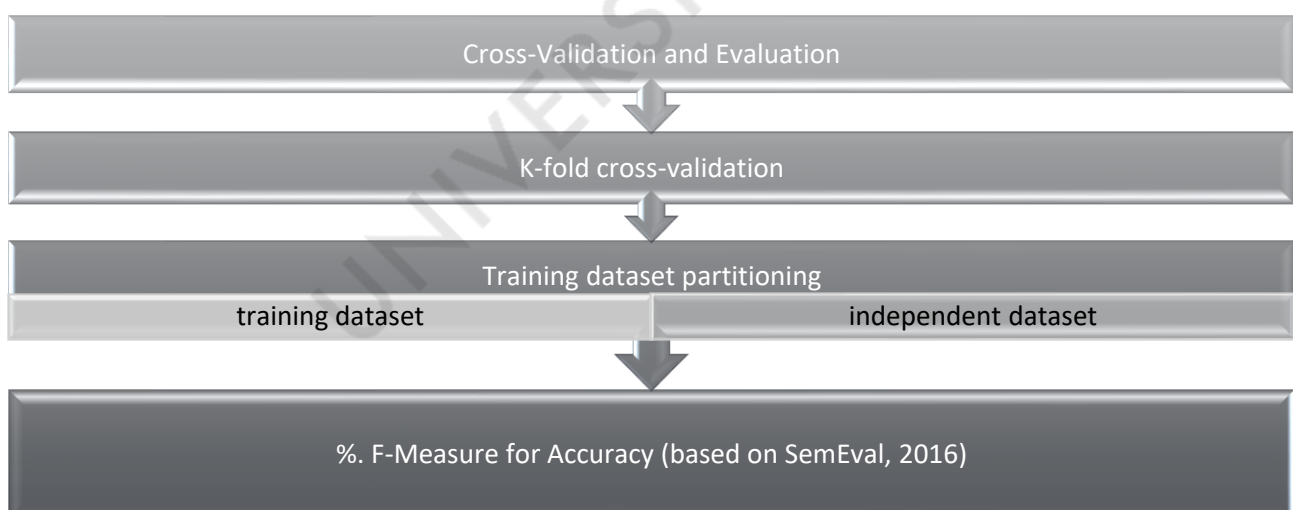 Cross-Validation and Evaluation
K-fold cross-validation
Training dataset partitioning
training dataset
independent dataset
%. F-Measure for Accuracy (based on SemEval, 2016)